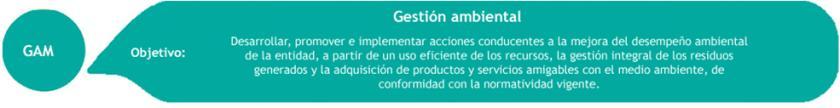 Gestión ambiental
GAM
Objetivo:
Desarrollar, promover e implementar acciones conducentes a la mejora del desempeño ambiental
de la entidad, a partir de un uso eficiente de los recursos, la gestión integral de los residuos
generados y la adquisición de productos y servicios amigables con el medio ambiente, de
conformidad con la normatividad vigente.